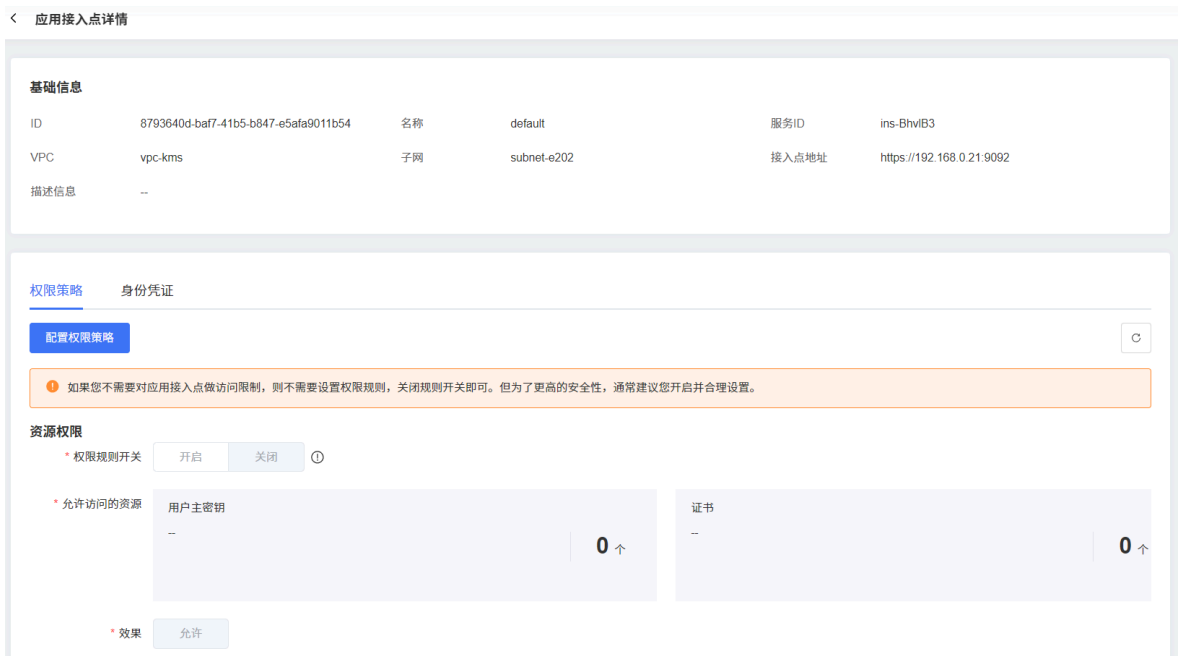 应用接入点详情
基础信息
ID 8793640d-baf7-41b5-b847-e5afa9011b54 名称 default 服务ID ins-BhvlB3
VPC vpc-kms 子网 subnet-e202 接入点地址 https://192.168.0.21:9092
描述信息 --
权限策略 身份凭证
配置权限策略
如果您不需要对应用接入点做访问限制，则不需要设置权限规则，关闭规则开关即可。但为了更高的安全性，通常建议您开启并合理设置。
资源权限
* 权限规则开关 开启 关闭
* 允许访问的资源 用户主密钥 证书
-- 0 个 -- 0 个
* 效果 允许